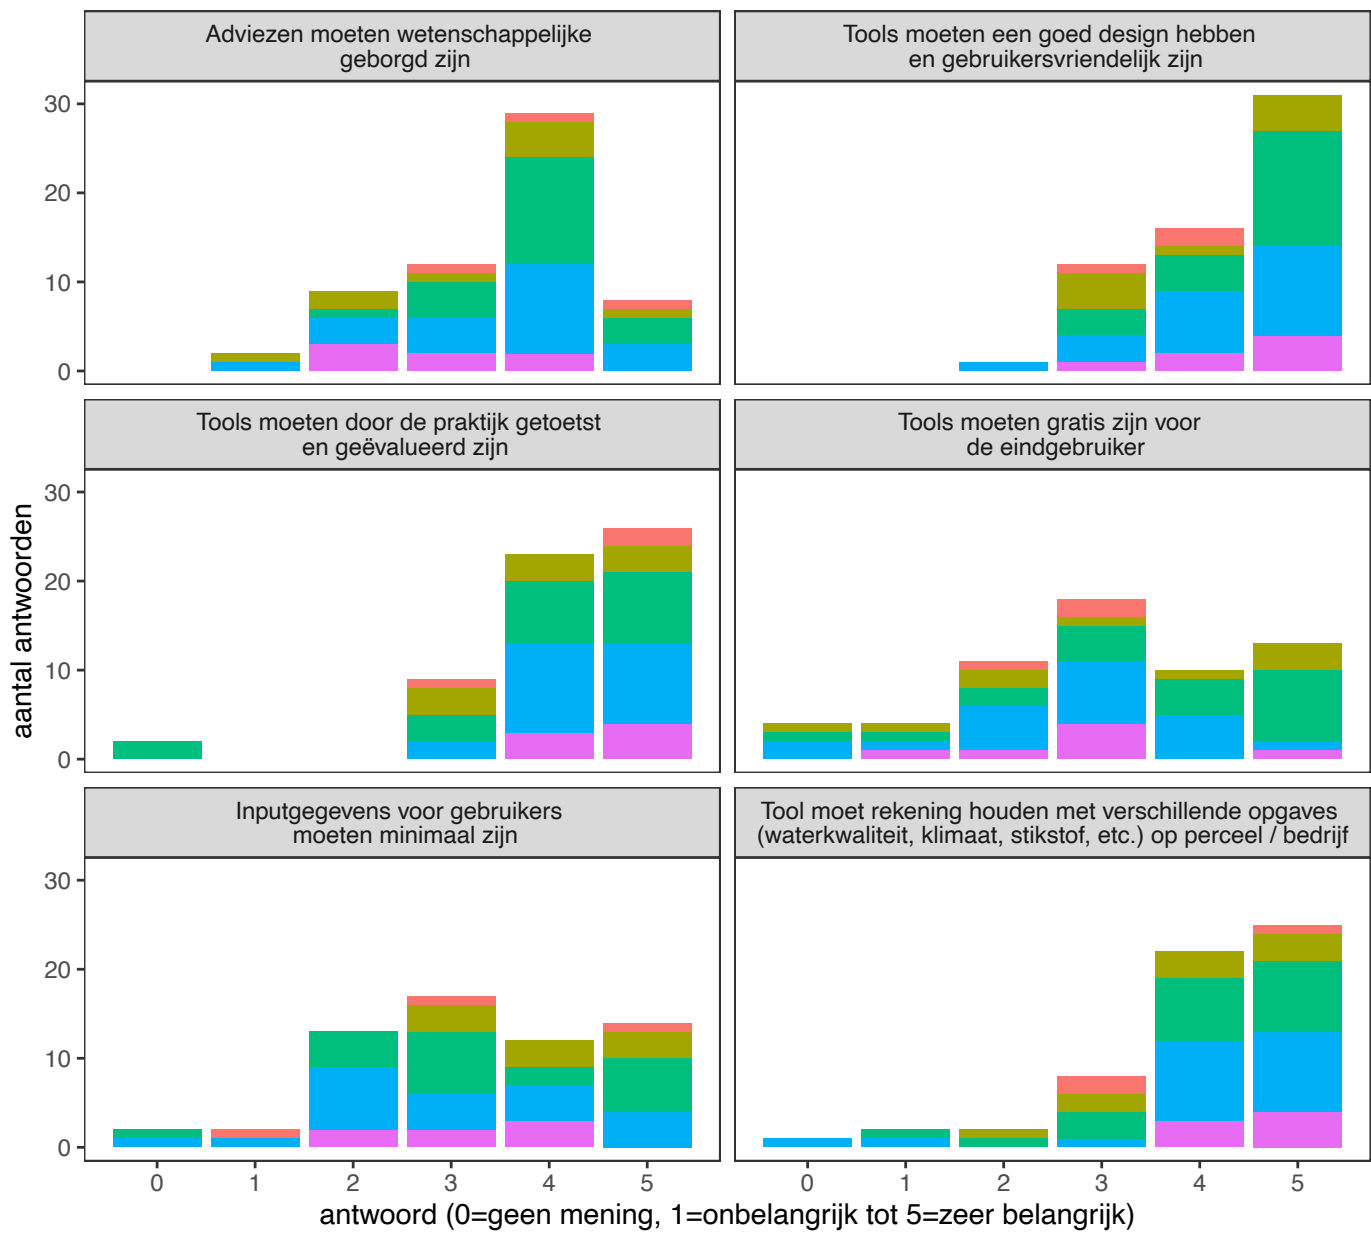 Adviezen moeten wetenschappelijke
geborgd zijn
Tools moeten een goed design hebben
en gebruikersvriendelijk zijn
30
20
10
0
Tools moeten door de praktijk getoetst
en geëvalueerd zijn
Tools moeten gratis zijn voor
de eindgebruiker
30
20
10
0
aantal antwoorden
Inputgegevens voor gebruikers
moeten minimaal zijn
Tool moet rekening houden met verschillende opgaves
(waterkwaliteit, klimaat, stikstof, etc.) op perceel / bedrijf
30
20
10
0
0 1 2 3 4 5
0 1 2 3 4 5
antwoord (0=geen mening, 1=onbelangrijk tot 5=zeer belangrijk)